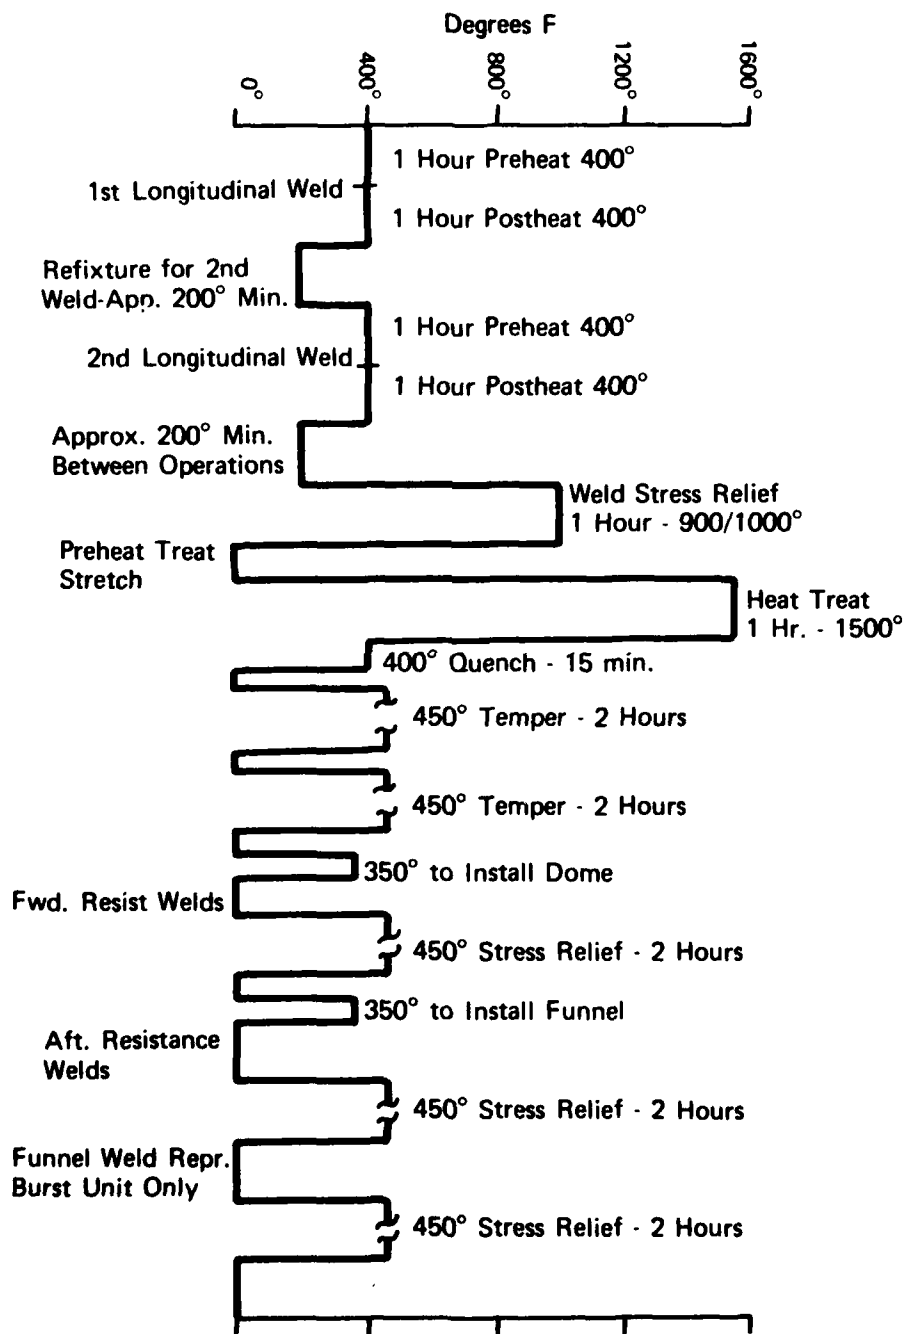 Degrees F
0° 400° 800° 1200° 1600°
1 Hour Preheat 400°
1st Longitudinal Weld
1 Hour Postheat 400°
Refixture for 2nd
Weld-App. 200° Min.
1 Hour Preheat 400°
2nd Longitudinal Weld
1 Hour Postheat 400°
Approx. 200° Min.
Between Operations
Weld Stress Relief
1 Hour - 900/1000°
Preheat Treat
Stretch
Heat Treat
1 Hr. - 1500°
400° Quench - 15 min.
450° Temper - 2 Hours
450° Temper - 2 Hours
350° to Install Dome
Fwd. Resist Welds
450° Stress Relief - 2 Hours
350° to Install Funnel
Aft. Resistance
Welds
450° Stress Relief - 2 Hours
Funnel Weld Repr.
Burst Unit Only
450° Stress Relief - 2 Hours